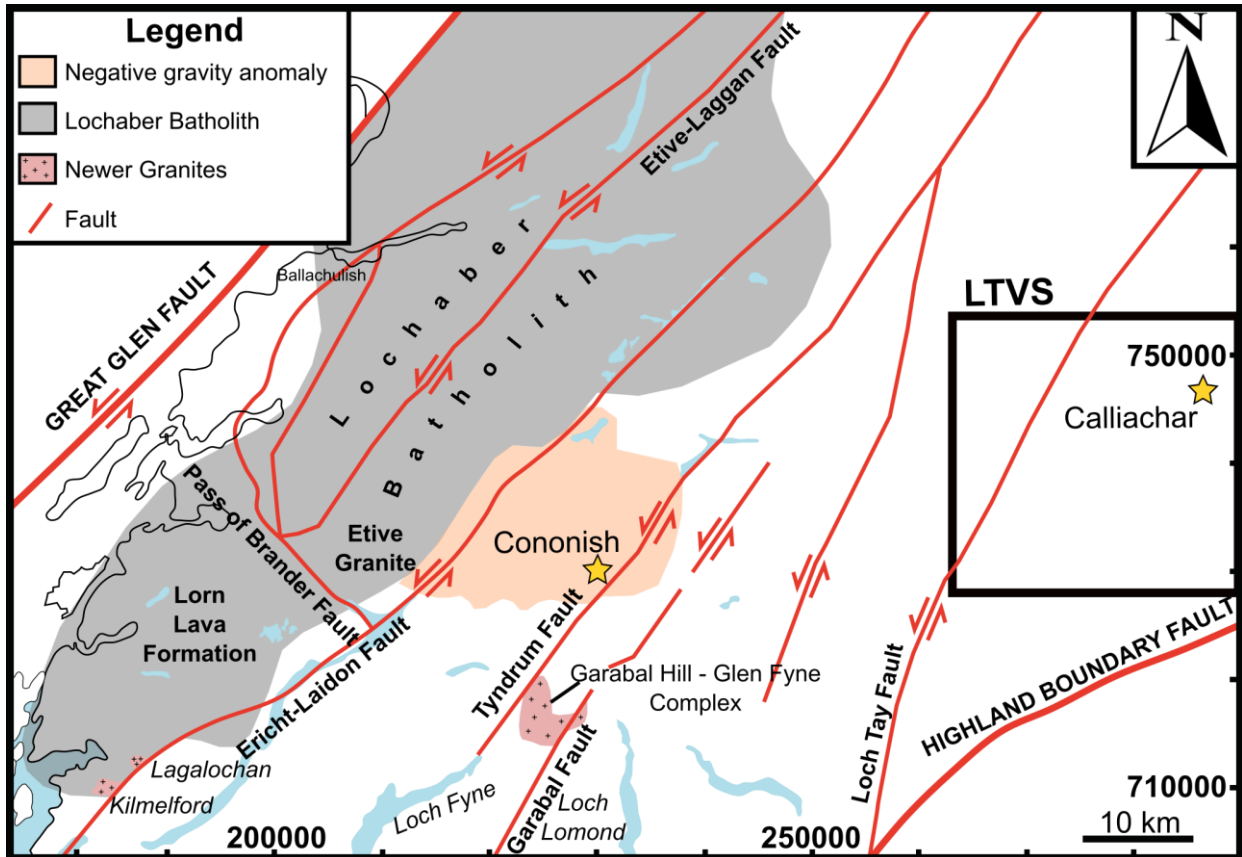 Legend
Negative gravity anomaly
Lochaber Batholith
Newer Granites
Fault
N
Etive-Laggan Fault
GREAT GLEN FAULT
Ballachulish
Lochaber
Batholith
LTVS
750000
Calliachar
Pass of Brander Fault
Etive
Granite
Cononish
Lorn
Lava
Formation
Ericht-Laidon Fault
Tyndrum Fault
Garabal Hill - Glen Fyne
Complex
Loch Tay Fault
HIGHLAND BOUNDARY FAULT
Lagalochan
Kilmelford
Loch Fyne
Garabal Fault
Loch
Lomond
200000
250000
710000
10 km